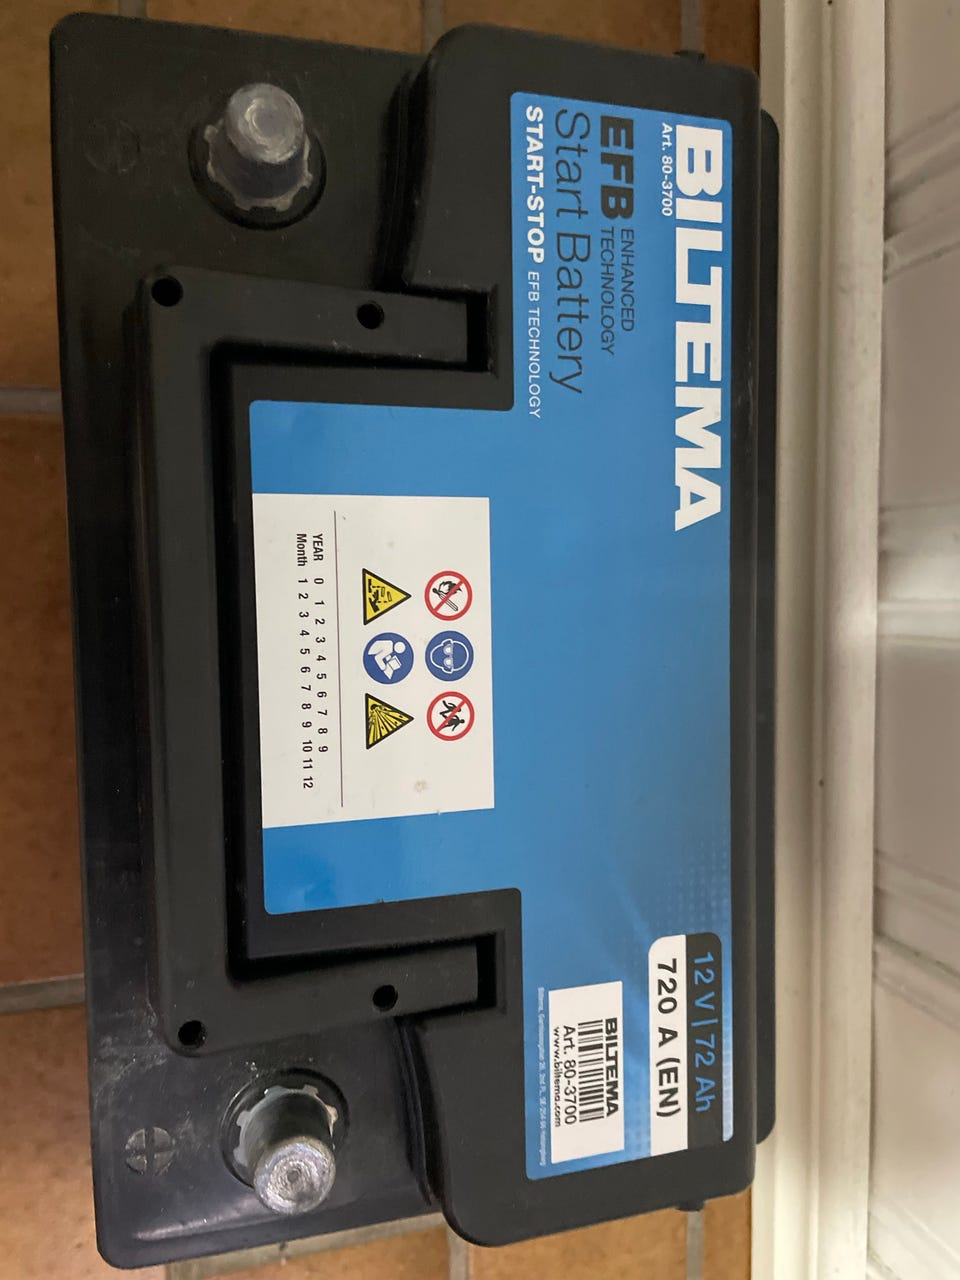 BILTEMA
Art. 80-3700
EFB ENHANCED
TECHNOLOGY
Start Battery
START-STOP EFB TECHNOLOGY
YEAR 0 1 2 3 4 5 6 7 8 9
Month 1 2 3 4 5 6 7 8 9 10 11 12
12 V | 72 Ah
720 A (EN)
BILTEMA
Art. 80-3700
www.biltema.com